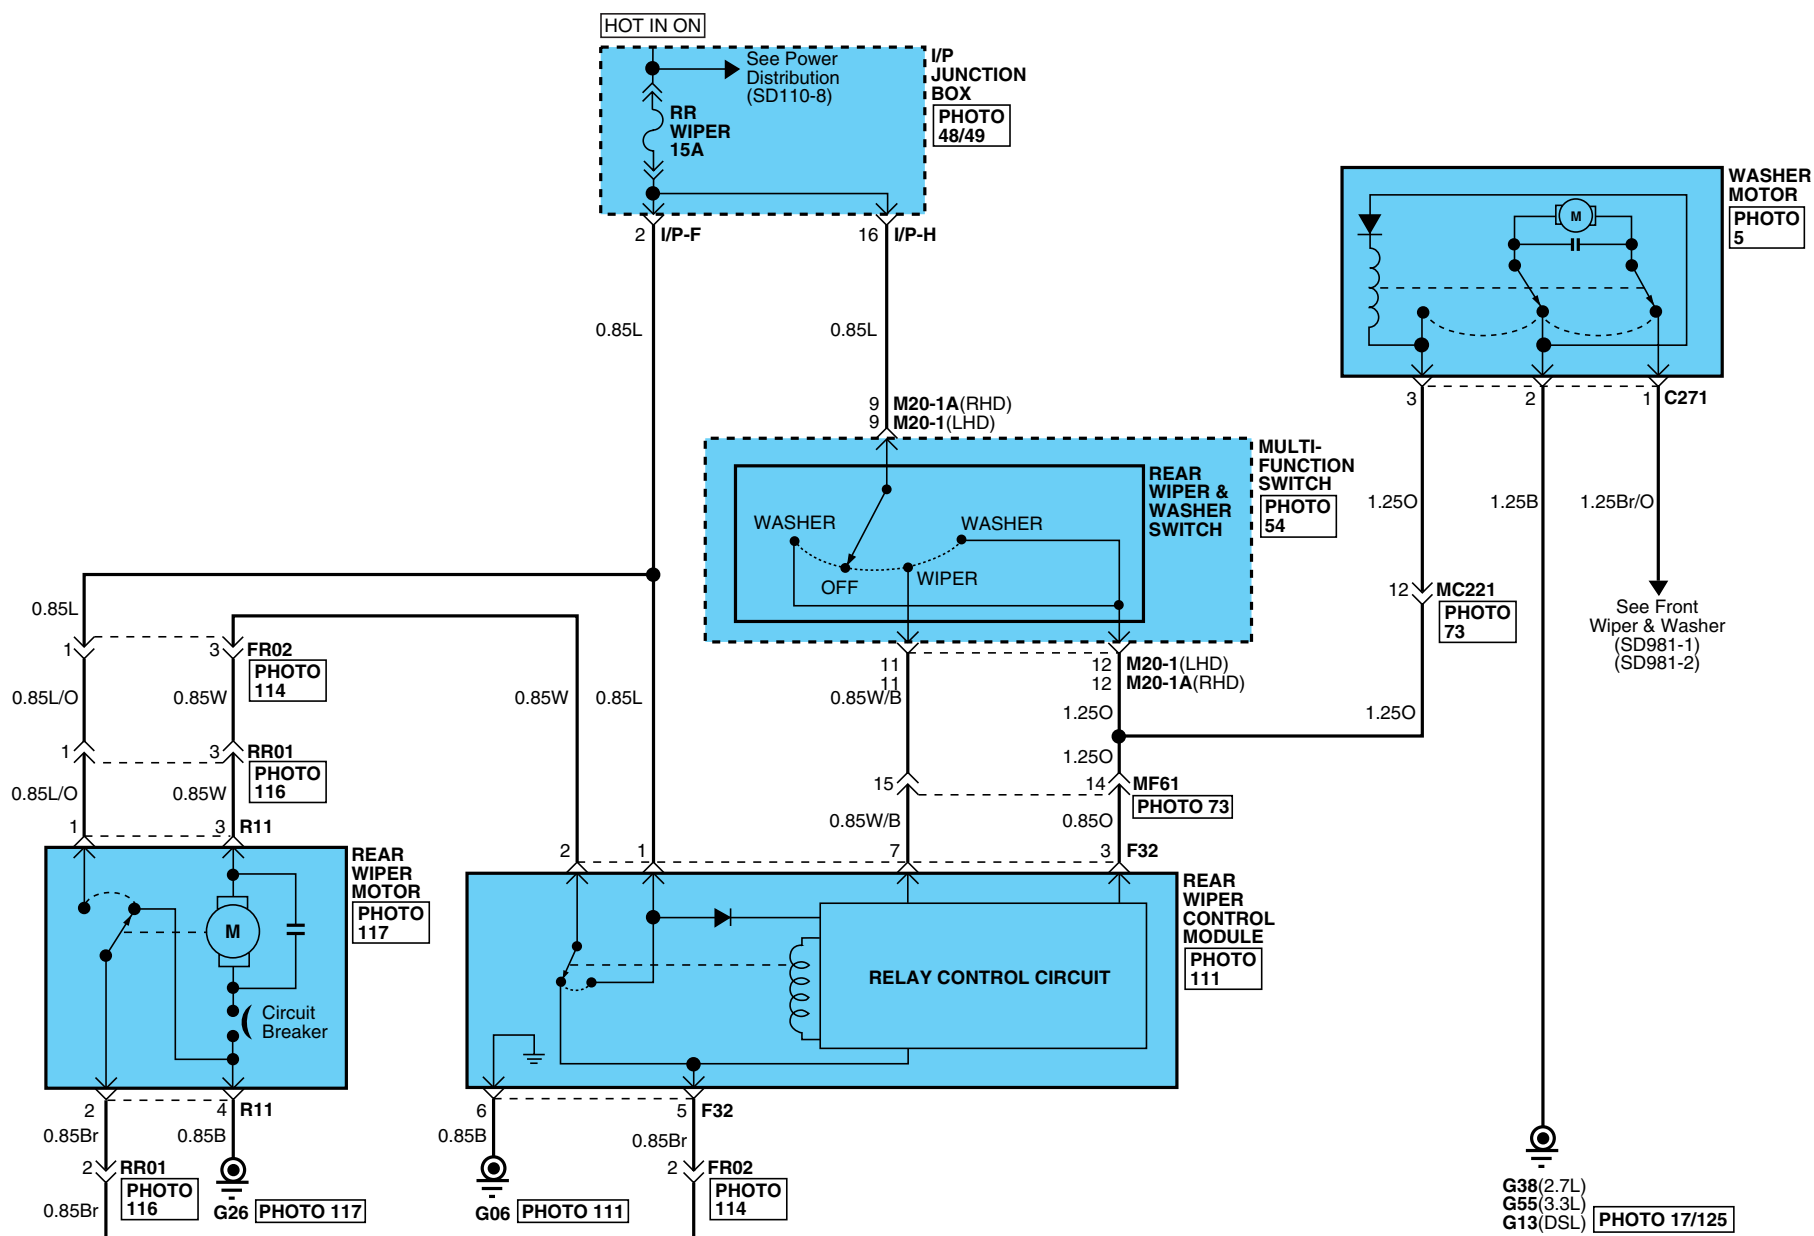 HOT IN ON
See Power
Distribution
(SD110-8)
RR
WIPER
15A
I/P
JUNCTION
BOX
PHOTO
48/49
2 I/P-F
16 I/P-H
0.85L
0.85L
WASHER
MOTOR
PHOTO
5
M
3
2
1 C271
9 M20-1A(RHD)
9 M20-1(LHD)
MULTI-
FUNCTION
SWITCH
PHOTO
54
REAR
WIPER &
WASHER
SWITCH
WASHER
WASHER
OFF
WIPER
1.25O
1.25B
1.25Br/O
12 MC221
PHOTO
73
See Front
Wiper & Washer
(SD981-1)
(SD981-2)
11
11
12 M20-1(LHD)
12 M20-1A(RHD)
0.85L
1
3 FR02
PHOTO
114
0.85L/O
0.85W
0.85W
0.85L
0.85W/B
1.25O
1.25O
1.25O
1
3 RR01
PHOTO
116
15
14 MF61
PHOTO 73
0.85L/O
0.85W
0.85W/B
0.85O
1
3 R11
2
1
7
3 F32
REAR
WIPER
MOTOR
PHOTO
117
M
Circuit
Breaker
REAR
WIPER
CONTROL
MODULE
PHOTO
111
RELAY CONTROL CIRCUIT
2
4 R11
6
5 F32
0.85Br
0.85B
0.85B
0.85Br
2 RR01
PHOTO
116
0.85Br
G26 PHOTO 117
G06 PHOTO 111
2 FR02
PHOTO
114
G38(2.7L)
G55(3.3L)
G13(DSL)
PHOTO 17/125